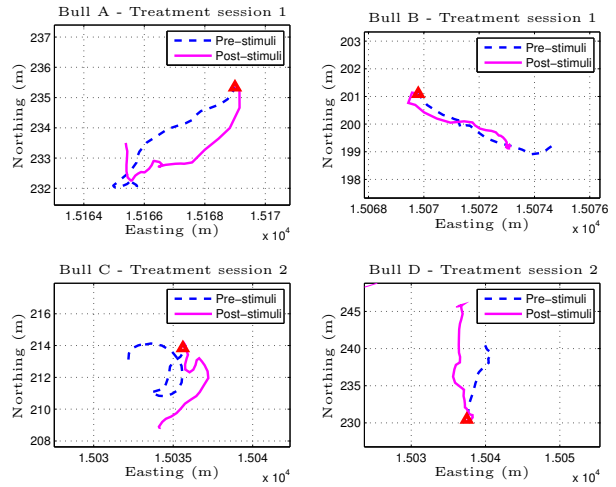 Bull A - Treatment session 1
Pre−stimuli
Post−stimuli
Northing (m)
237
236
235
234
233
232
1.5164 1.5166 1.5168 1.517
Easting (m)
x 10^4
Bull B - Treatment session 1
Pre−stimuli
Post−stimuli
Northing (m)
203
202
201
200
199
198
1.5068 1.507 1.5072 1.5074 1.5076
Easting (m)
x 10^4
Bull C - Treatment session 2
Pre−stimuli
Post−stimuli
Northing (m)
216
214
212
210
208
1.503 1.5035 1.504
Easting (m)
x 10^4
Bull D - Treatment session 2
Pre−stimuli
Post−stimuli
Northing (m)
245
240
235
230
1.503 1.504 1.505
Easting (m)
x 10^4